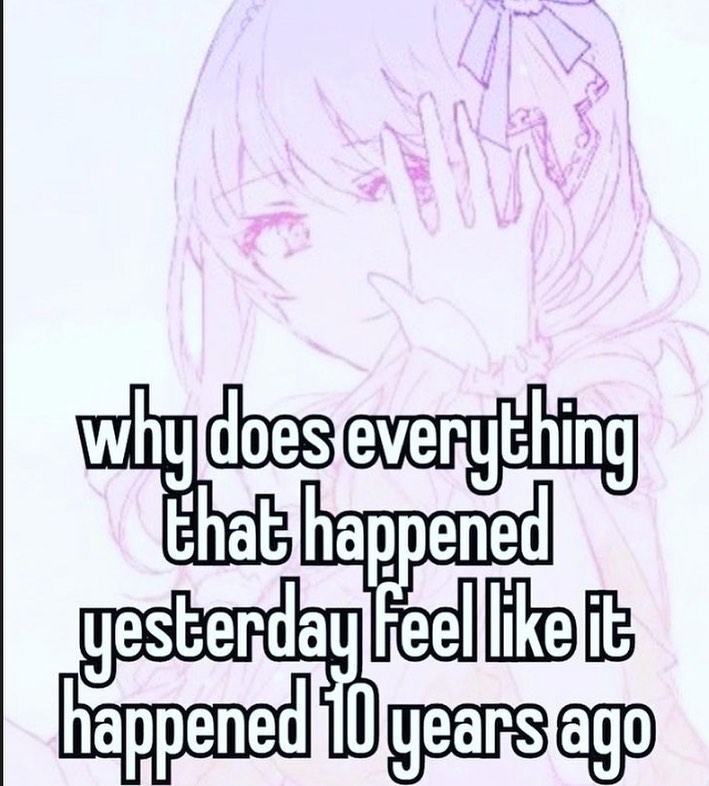 why does everything
that happened
yesterday feel like it
happened 10 years ago